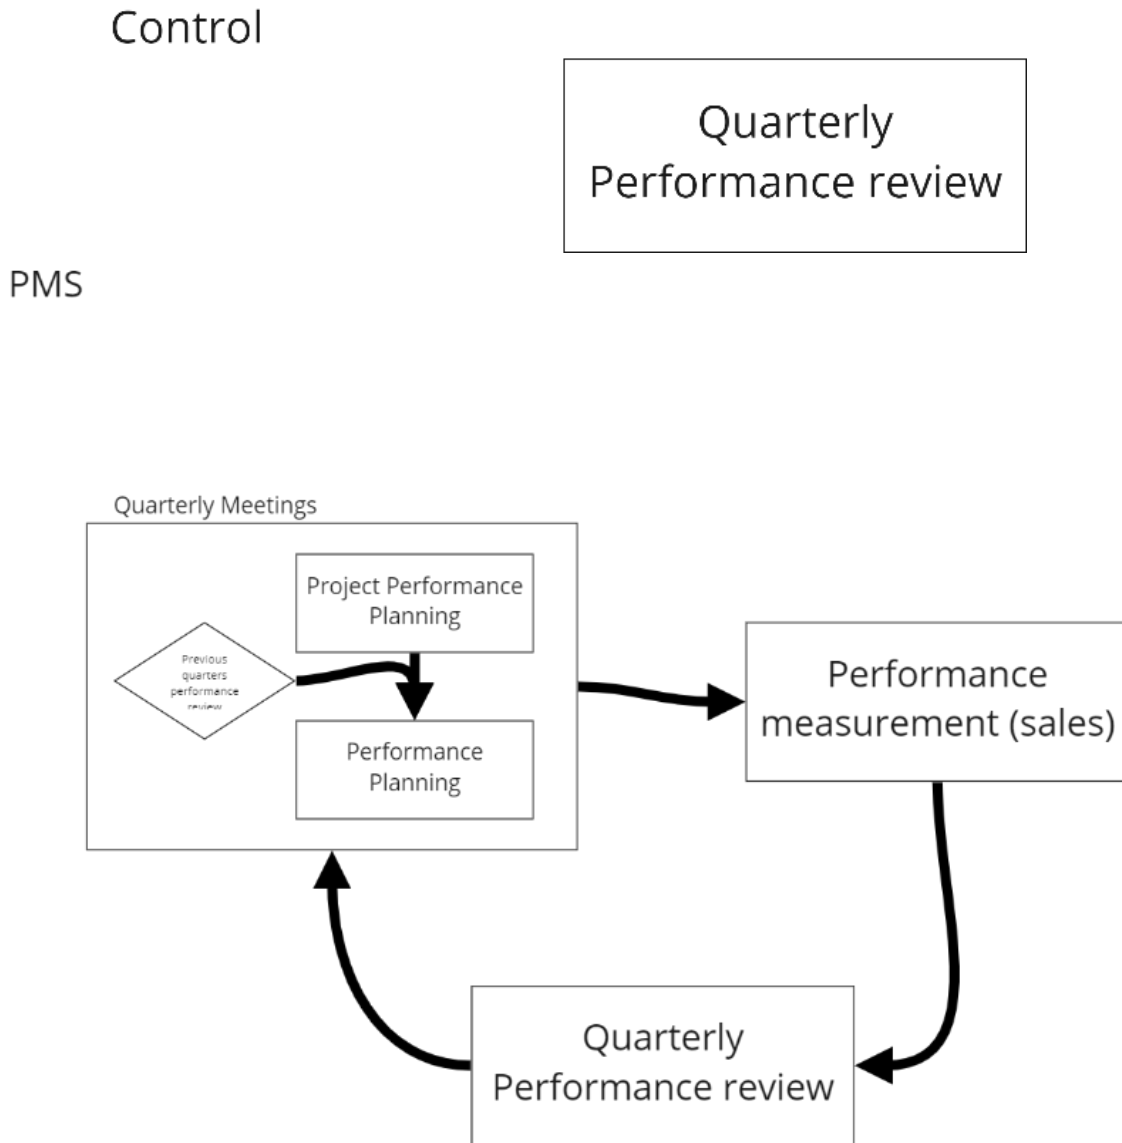 Control
Quarterly
Performance review
PMS
Quarterly Meetings
Project Performance
Planning
Previous
quarters
performance
review
Performance
Planning
Performance
measurement (sales)
Quarterly
Performance review